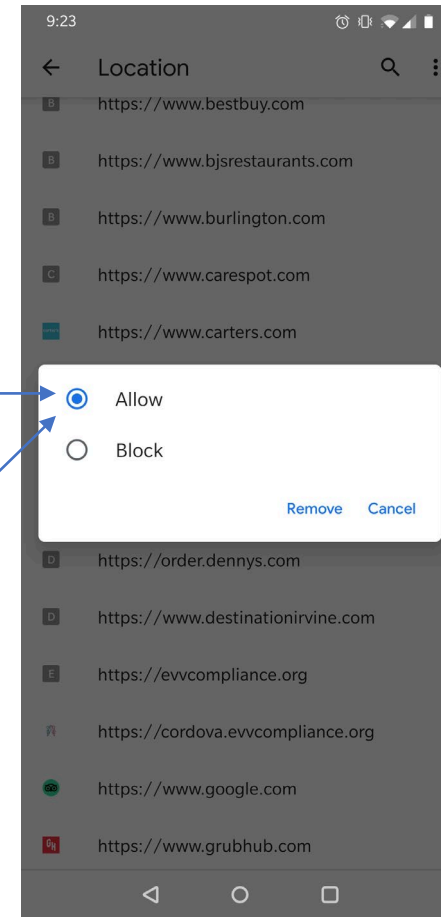 9:23
Location
B https://www.bestbuy.com
B https://www.bjsrestaurants.com
B https://www.burlington.com
C https://www.carespot.com
https://www.carters.com
Allow
Block
Remove Cancel
D https://order.dennys.com
D https://www.destinationirvine.com
E https://evvcompliance.org
https://cordova.evvcompliance.org
https://www.google.com
GH https://www.grubhub.com